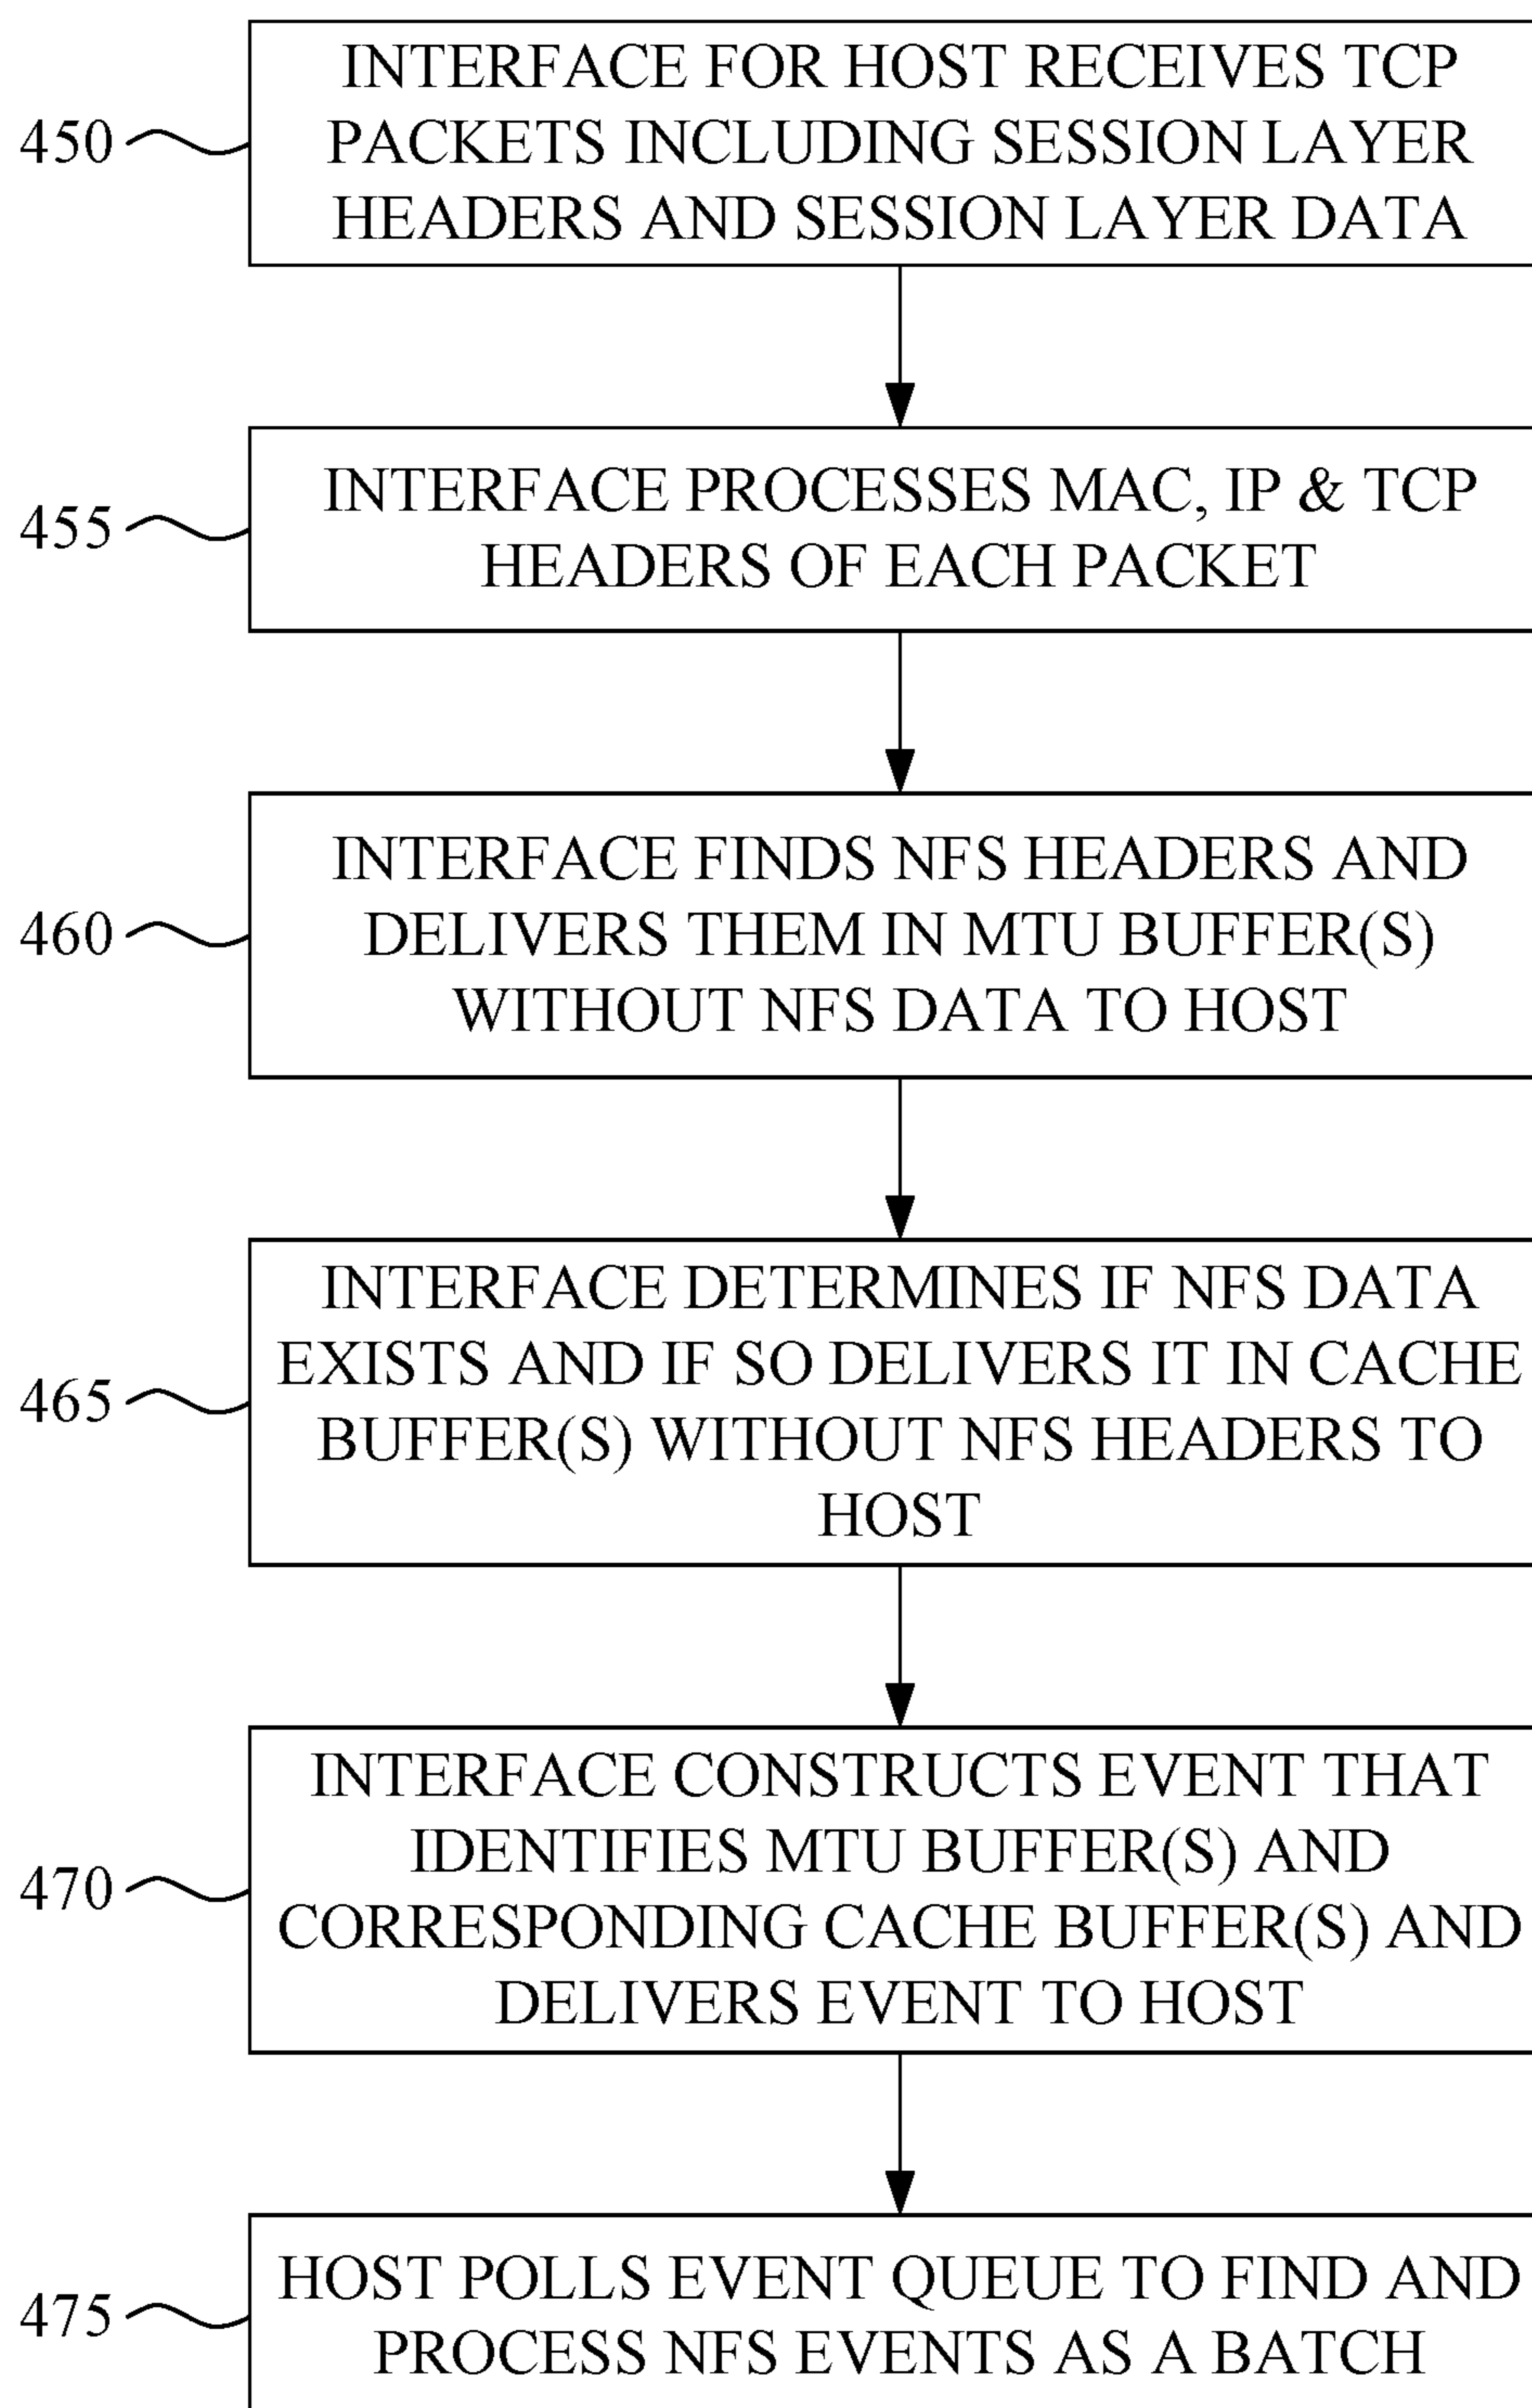 INTERFACE FOR HOST RECEIVES TCP
450 PACKETS INCLUDING SESSION LAYER
HEADERS AND SESSION LAYER DATA
INTERFACE PROCESSES MAC, IP & TCP
455
HEADERS OF EACH PACKET
INTERFACE FINDS NFS HEADERS AND
460 DELIVERS THEM IN MTU BUFFER(S)
WITHOUT NFS DATA TO HOST
INTERFACE DETERMINES IF NFS DATA
EXISTS AND IF SO DELIVERS IT IN CACHE
465
BUFFER(S) WITHOUT NFS HEADERS TO
HOST
INTERFACE CONSTRUCTS EVENT THAT
IDENTIFIES MTU BUFFER(S) AND
470
CORRESPONDING CACHE BUFFER(S) AND
DELIVERS EVENT TO HOST
HOST POLLS EVENT QUEUE TO FIND AND
475
PROCESS NFS EVENTS AS A BATCH